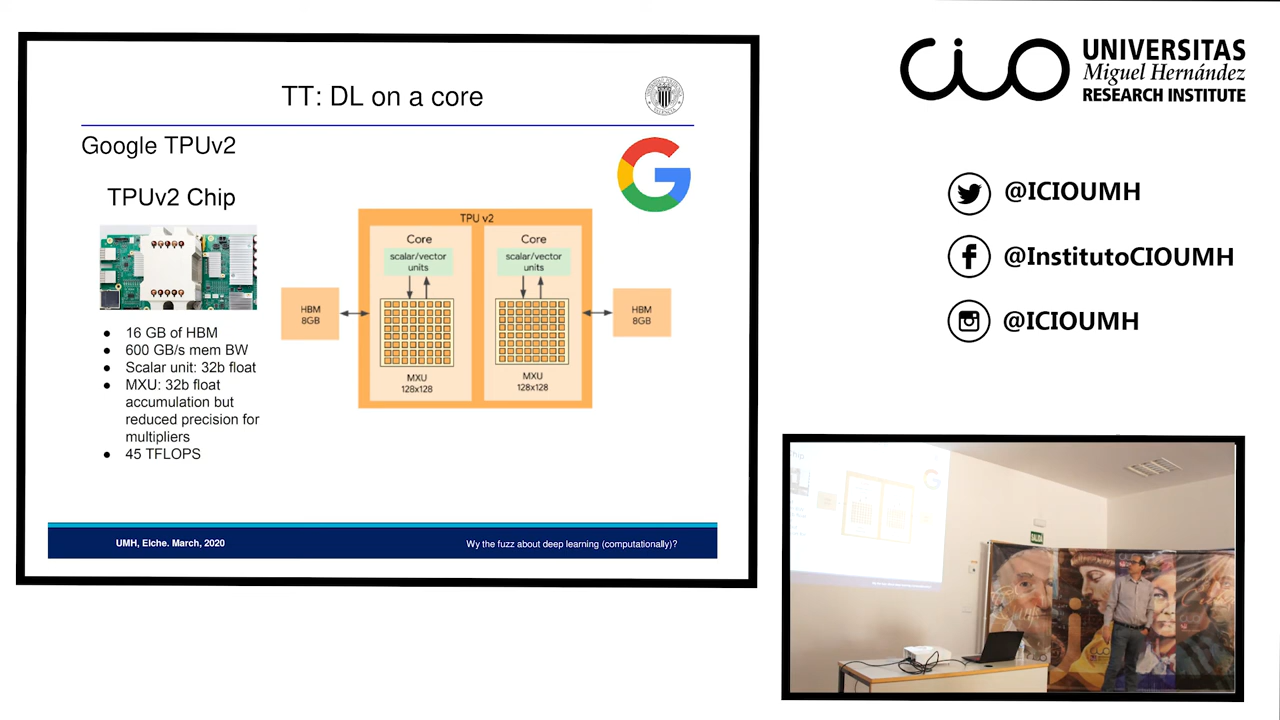 TT: DL on a core
Google TPUv2
TPUv2 Chip
16 GB of HBM
600 GB/s mem BW
Scalar unit: 32b float
MXU: 32b float
accumulation but
reduced precision for
multipliers
45 TFLOPS
TPU v2
Core
scalar/vector
units
MXU
128x128
Core
scalar/vector
units
MXU
128x128
HBM
8GB
HBM
8GB
UMH, Elche. March, 2020
Wy the fuzz about deep learning (computationally)?
cio
UNIVERSITAS
Miguel Hernández
RESEARCH INSTITUTE
@ICIOUMH
@InstitutoCIOUMH
@ICIOUMH
SALIDA